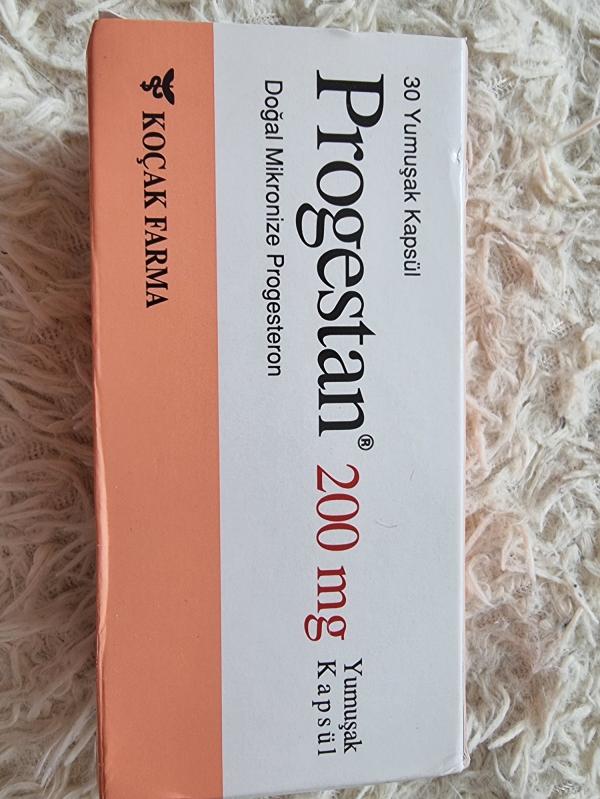 30 Yumuşak Kapsül
Progestan® 200 mg Yumuşak
Kapsül
Doğal Mikronize Progesteron
KOÇAK FARMA